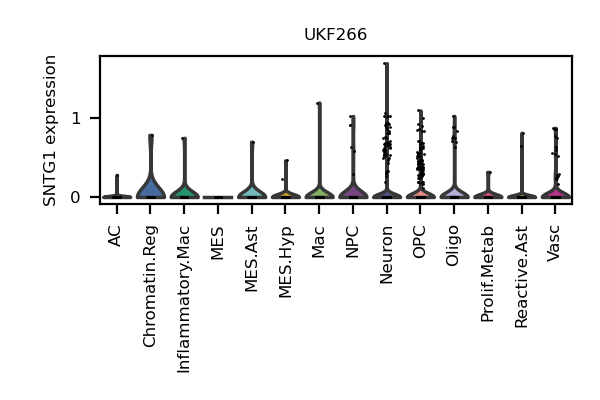 UKF266
SNTG1 expression
1
0
AC
Chromatin.Reg
Inflammatory.Mac
MES
MES.Ast
MES.Hyp
Mac
NPC
Neuron
OPC
Oligo
Prolif.Metab
Reactive.Ast
Vasc